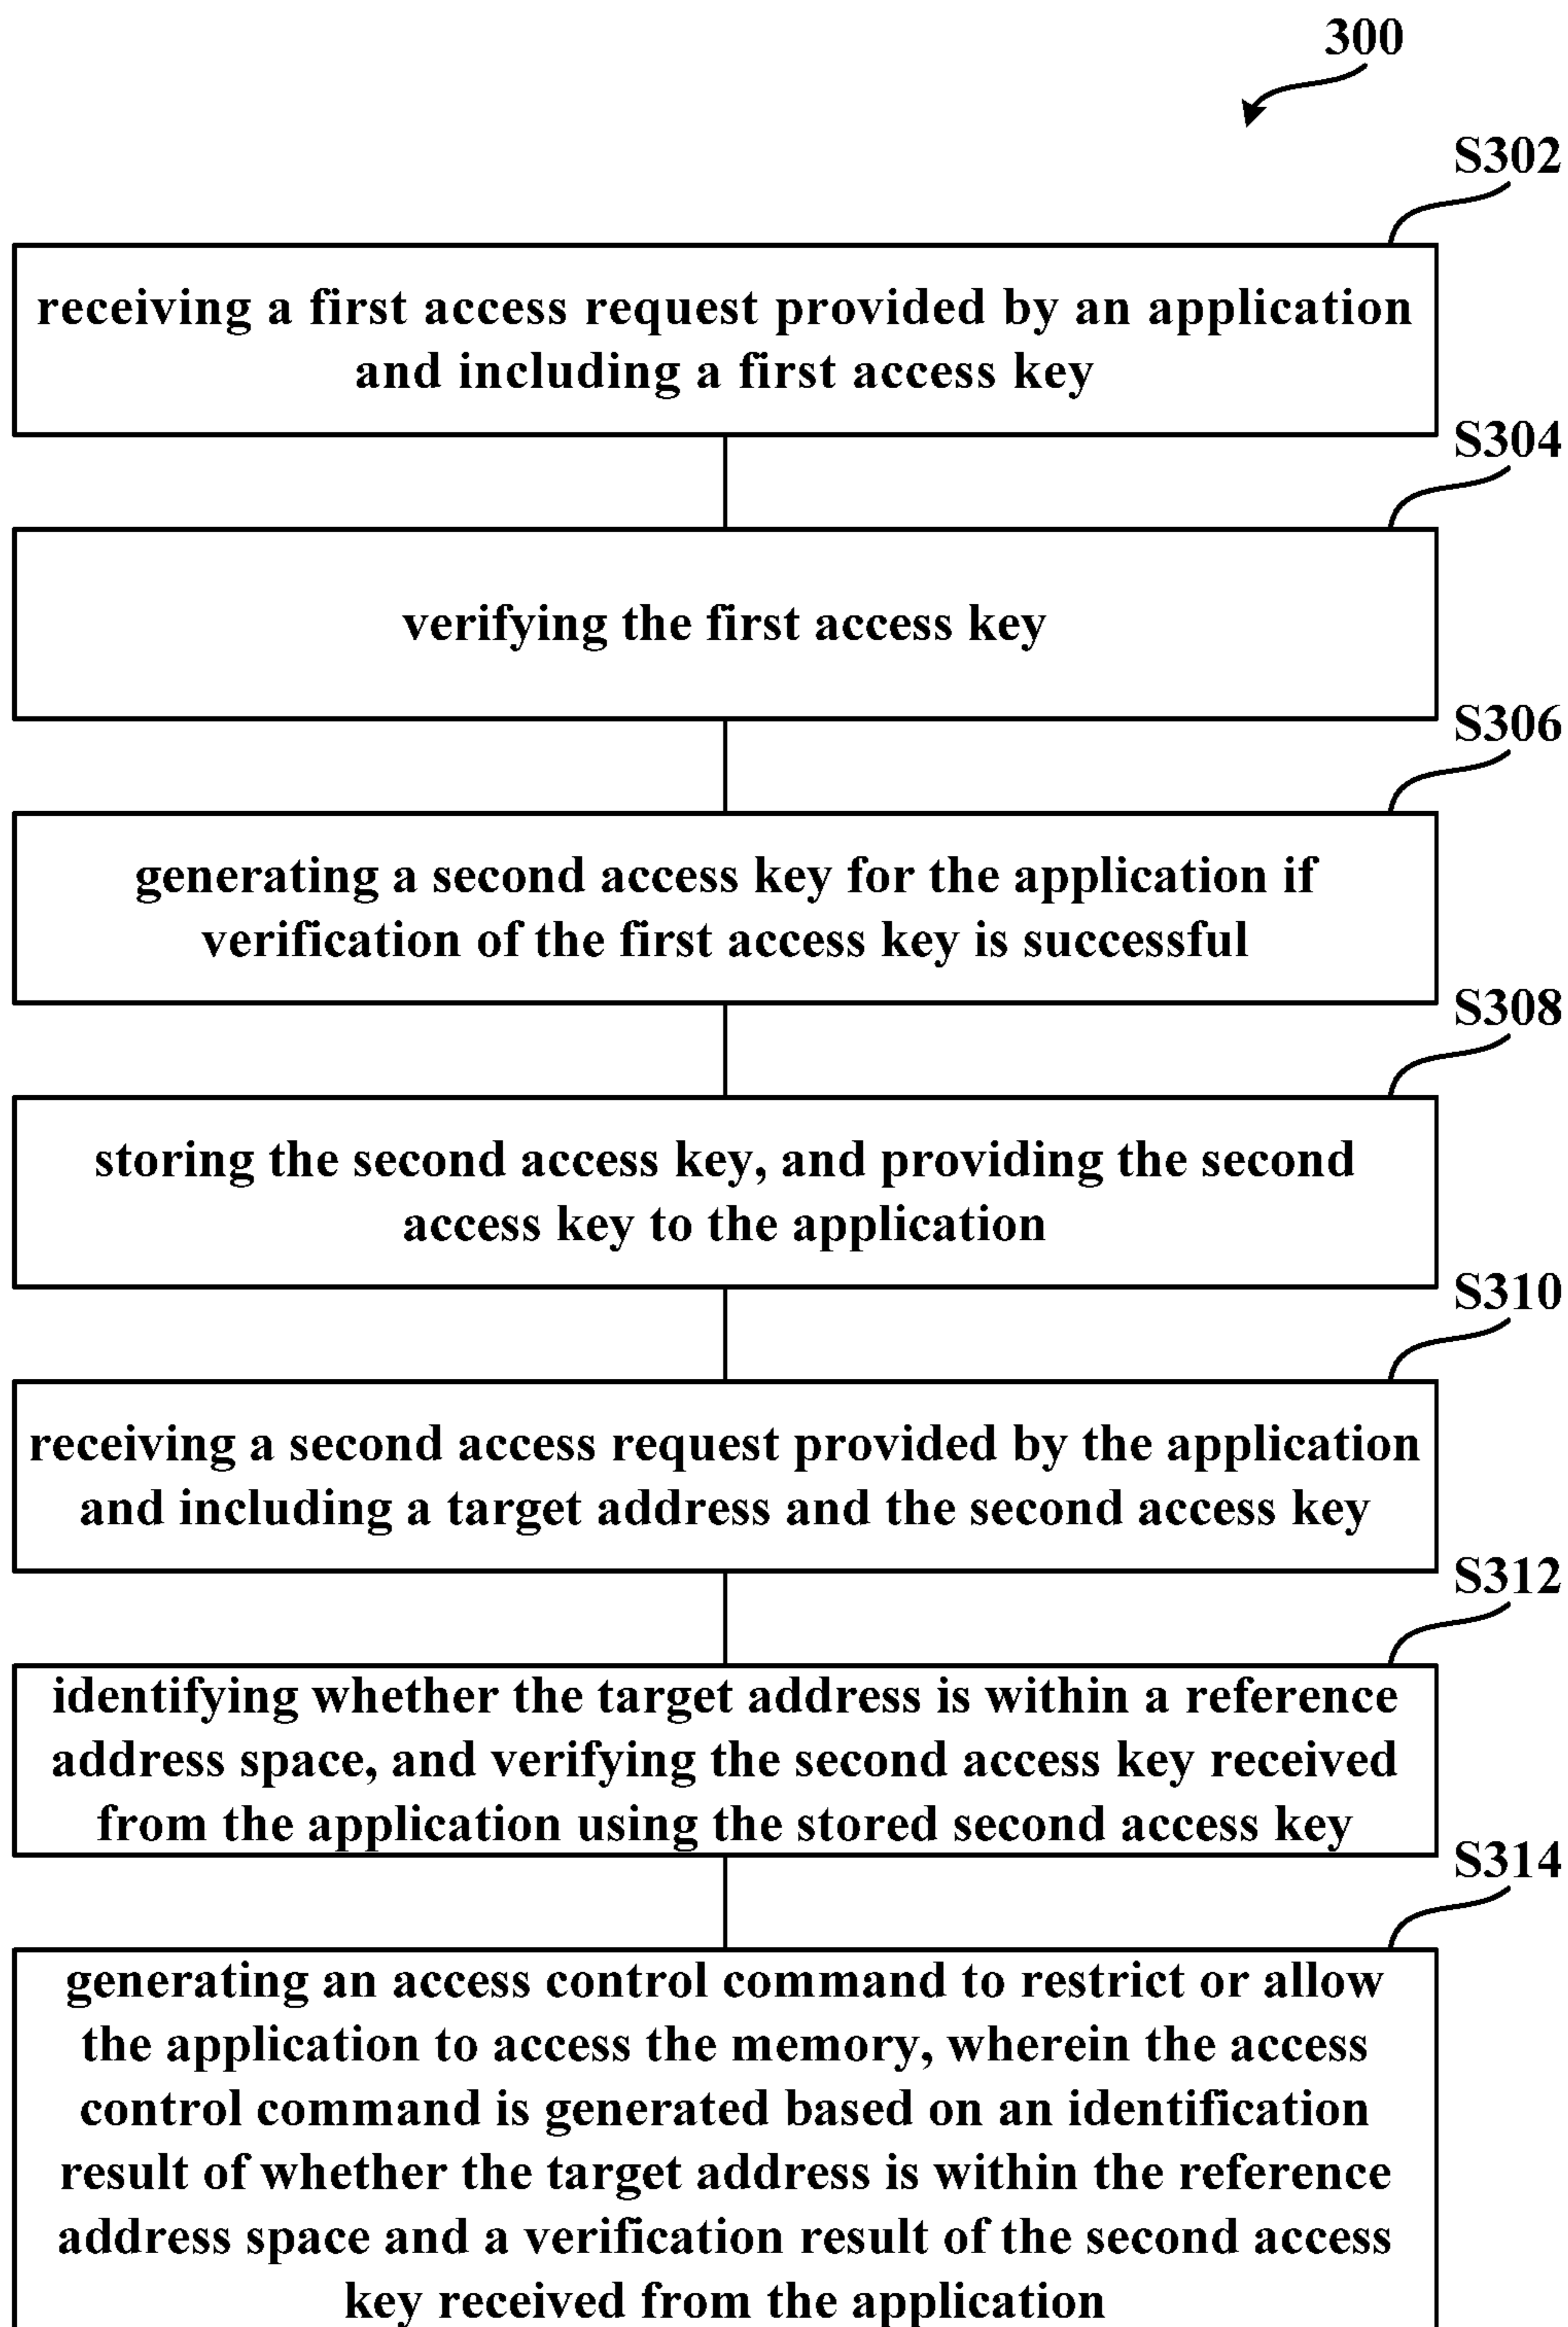 300
S302
receiving a first access request provided by an application
and including a first access key
S304
verifying the first access key
S306
generating a second access key for the application if
verification of the first access key is successful
S308
storing the second access key, and providing the second
access key to the application
S310
receiving a second access request provided by the application
and including a target address and the second access key
S312
identifying whether the target address is within a reference
address space, and verifying the second access key received
from the application using the stored second access key
S314
generating an access control command to restrict or allow
the application to access the memory, wherein the access
control command is generated based on an identification
result of whether the target address is within the reference
address space and a verification result of the second access
key received from the application